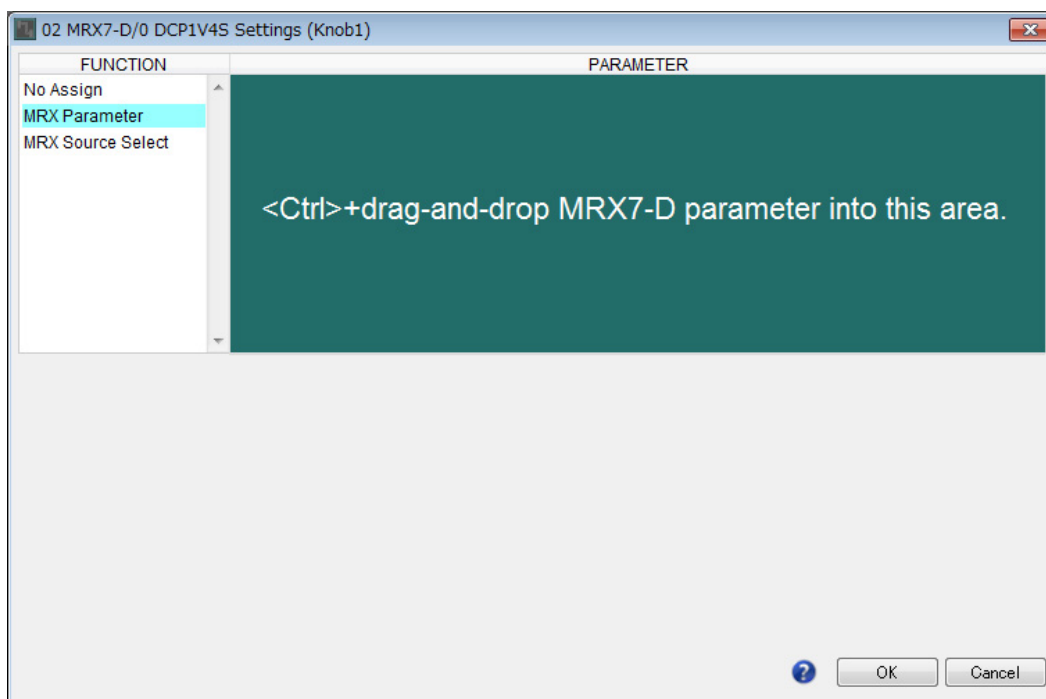 02 MRX7-D/0 DCP1V4S Settings (Knob1)
FUNCTION
PARAMETER
No Assign
MRX Parameter
MRX Source Select
<Ctrl>+drag-and-drop MRX7-D parameter into this area.
?
OK
Cancel